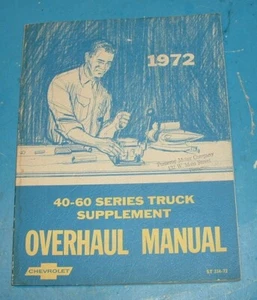 1972
40-60 SERIES TRUCK
SUPPLEMENT
OVERHAUL MANUAL
CHEVROLET